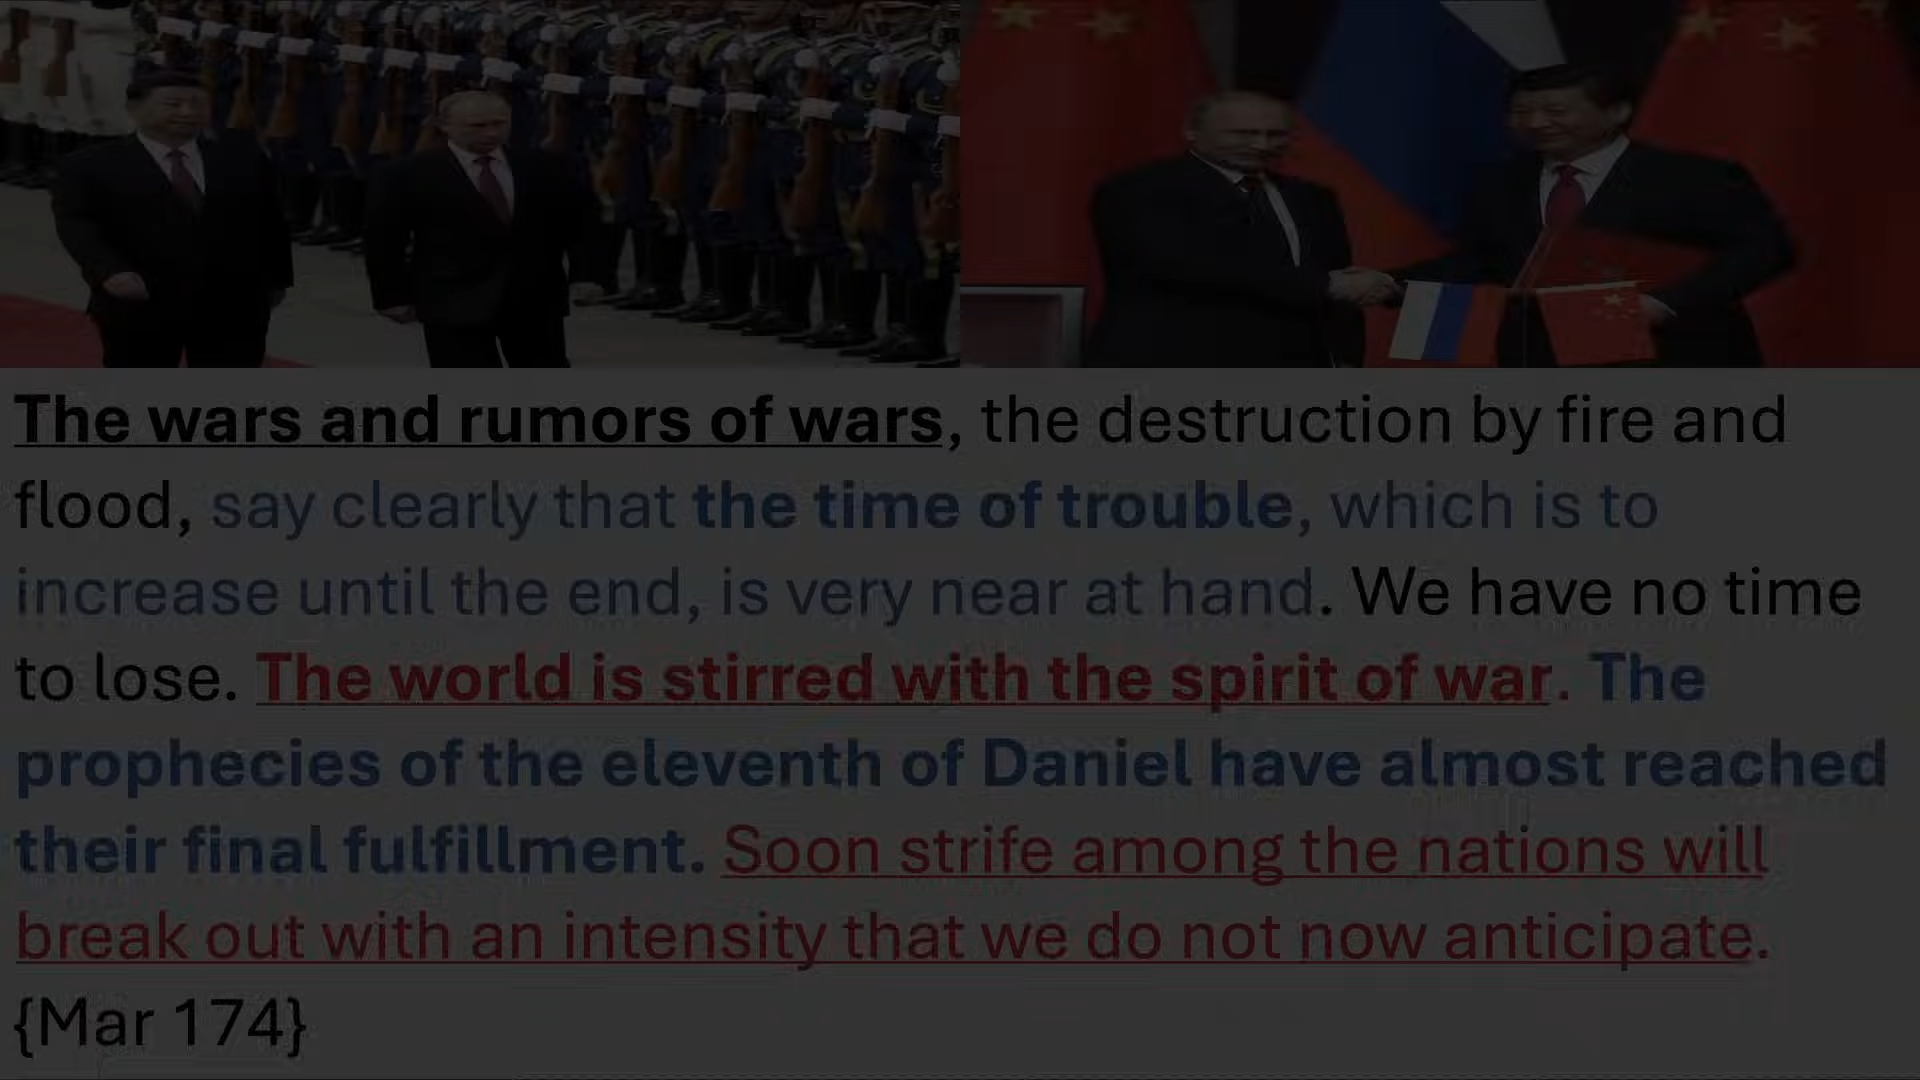 The wars and rumors of wars, the destruction by fire and
flood, say clearly that the time of trouble, which is to
increase until the end, is very near at hand. We have no time
to lose. The world is stirred with the spirit of war. The
prophecies of the eleventh of Daniel have almost reached
their final fulfillment. Soon strife among the nations will
break out with an intensity that we do not now anticipate.
{Mar 174}